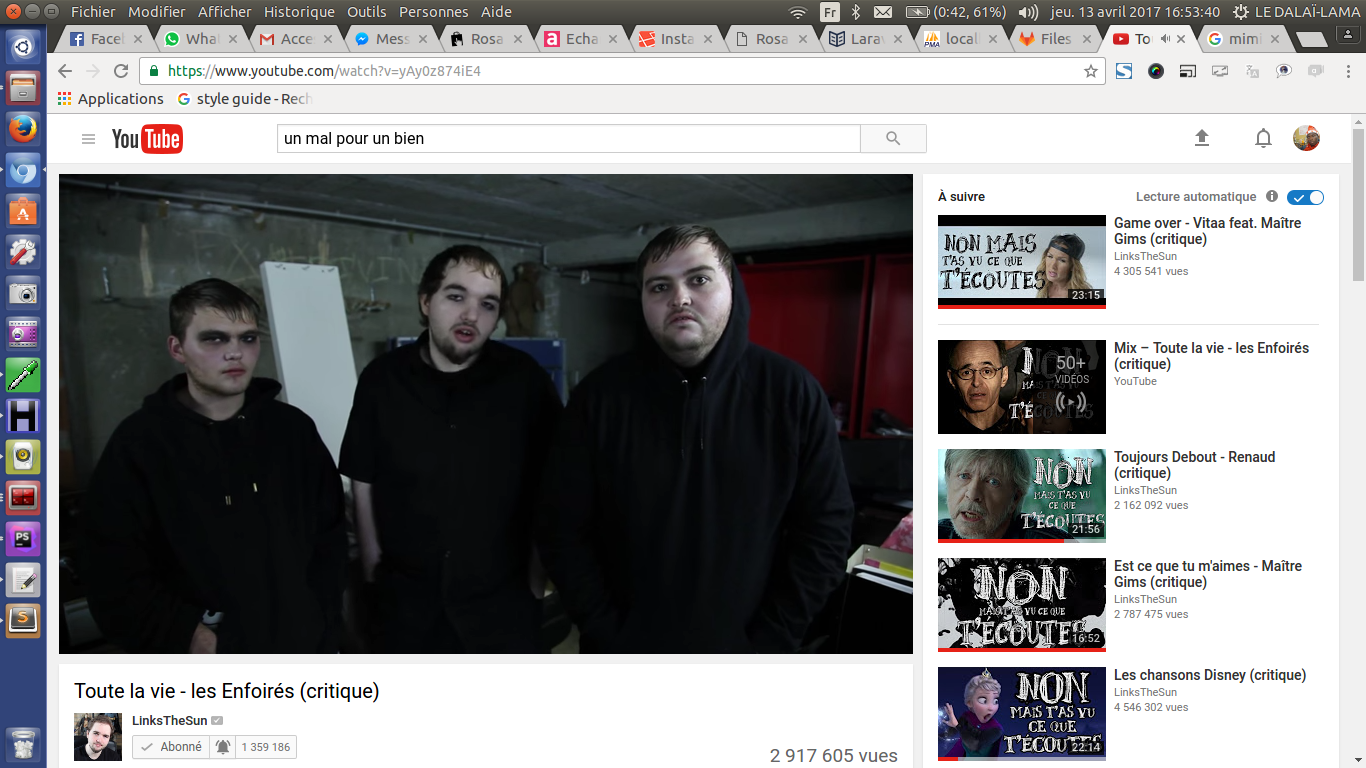 Fichier Modifier Afficher Historique Outils Personnes Aide
Fr (0:42, 61%) jeu. 13 avril 2017 16:53:40 LE DALAÏ-LAMA
Facel What Acce Mess Rosa Echa Insta Rosa Larav local Files To mim
https://www.youtube.com/watch?v=yAy0z874iE4
Applications style guide - Rech
YouTube
un mal pour un bien
À suivre Lecture automatique
NON MAIS
T'AS VU CE QUE
T'ÉCOUTES
23:15
Game over - Vitaa feat. Maître
Gims (critique)
LinksTheSun
4 305 541 vues
50+
VIDÉOS
Mix – Toute la vie - les Enfoirés
(critique)
YouTube
NON
MAIS T'AS VU
CE QUE
T'ÉCOUTES
21:56
Toujours Debout - Renaud
(critique)
LinksTheSun
2 162 092 vues
NON
MAIS T'AS VU CE QUE
T'ÉCOUTES
16:52
Est ce que tu m'aimes - Maître
Gims (critique)
LinksTheSun
2 787 475 vues
NON
MAIS T'AS VU
CE QUE
T'ÉCOUTES
22:14
Les chansons Disney (critique)
LinksTheSun
4 546 302 vues
Toute la vie - les Enfoirés (critique)
LinksTheSun
Abonné 1 359 186
2 917 605 vues